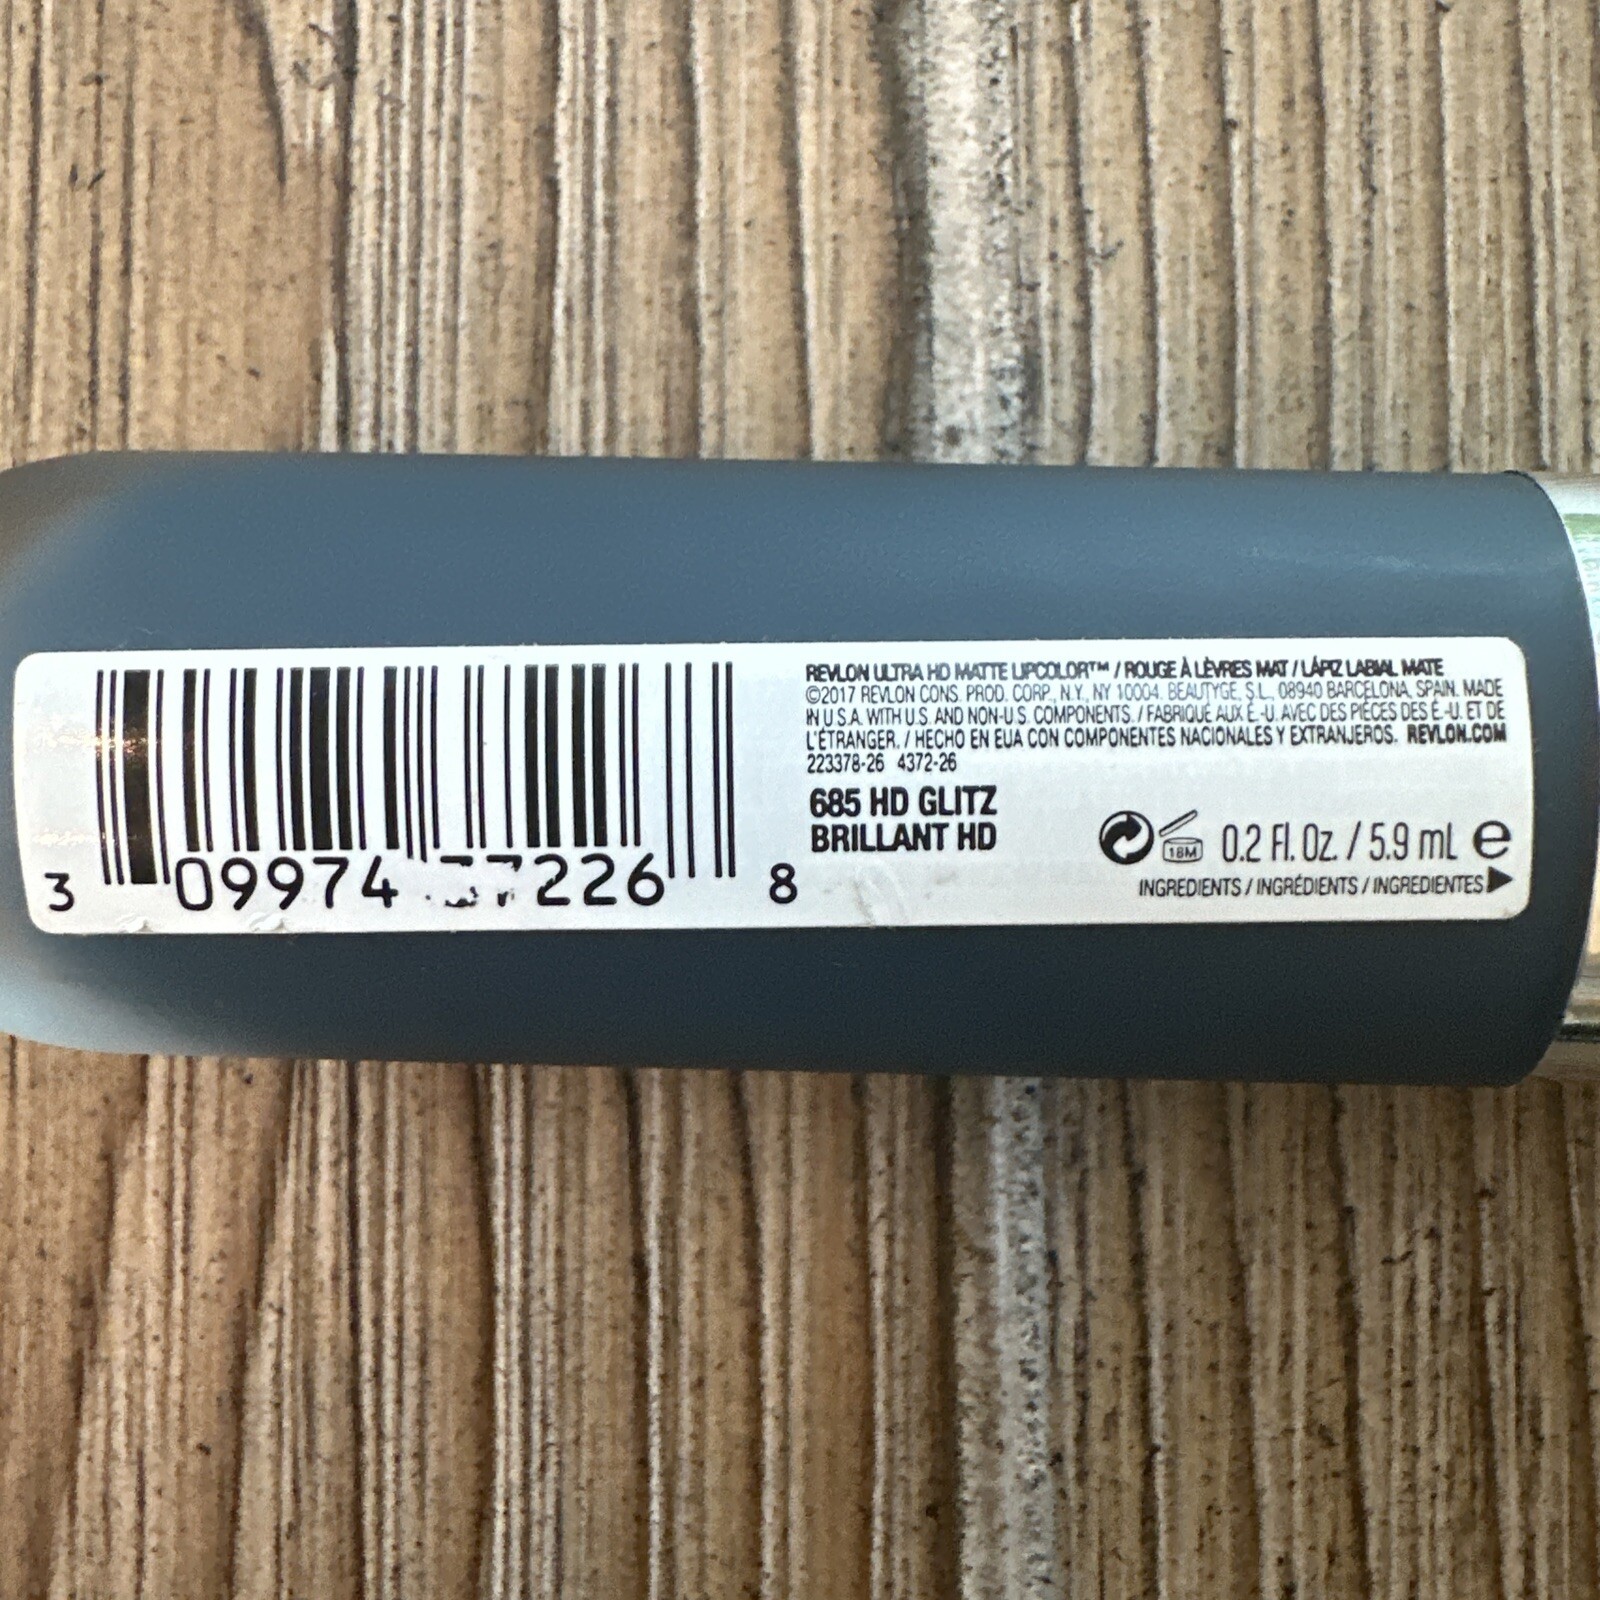 REVLON ULTRA HD MATTE LIPCOLOR™ / ROUGE À LÈVRES MAT / LÁPIZ LABIAL MATE
©2017 REVLON CONS. PROD. CORP., N.Y., NY 10004. BEAUTYGE, S.L., 08940 BARCELONA, SPAIN. MADE
IN U.S.A. WITH U.S. AND NON-U.S. COMPONENTS. / FABRIQUÉ AUX É.-U. AVEC DES PIÈCES DES É.-U. ET DE
L'ÉTRANGER. / HECHO EN EUA CON COMPONENTES NACIONALES Y EXTRANJEROS. REVLON.COM
223378-26 4372-26
685 HD GLITZ
BRILLANT HD
18M 0.2 Fl. Oz. / 5.9 mL e
INGREDIENTS / INGRÉDIENTS / INGREDIENTES
3 09974 226 8